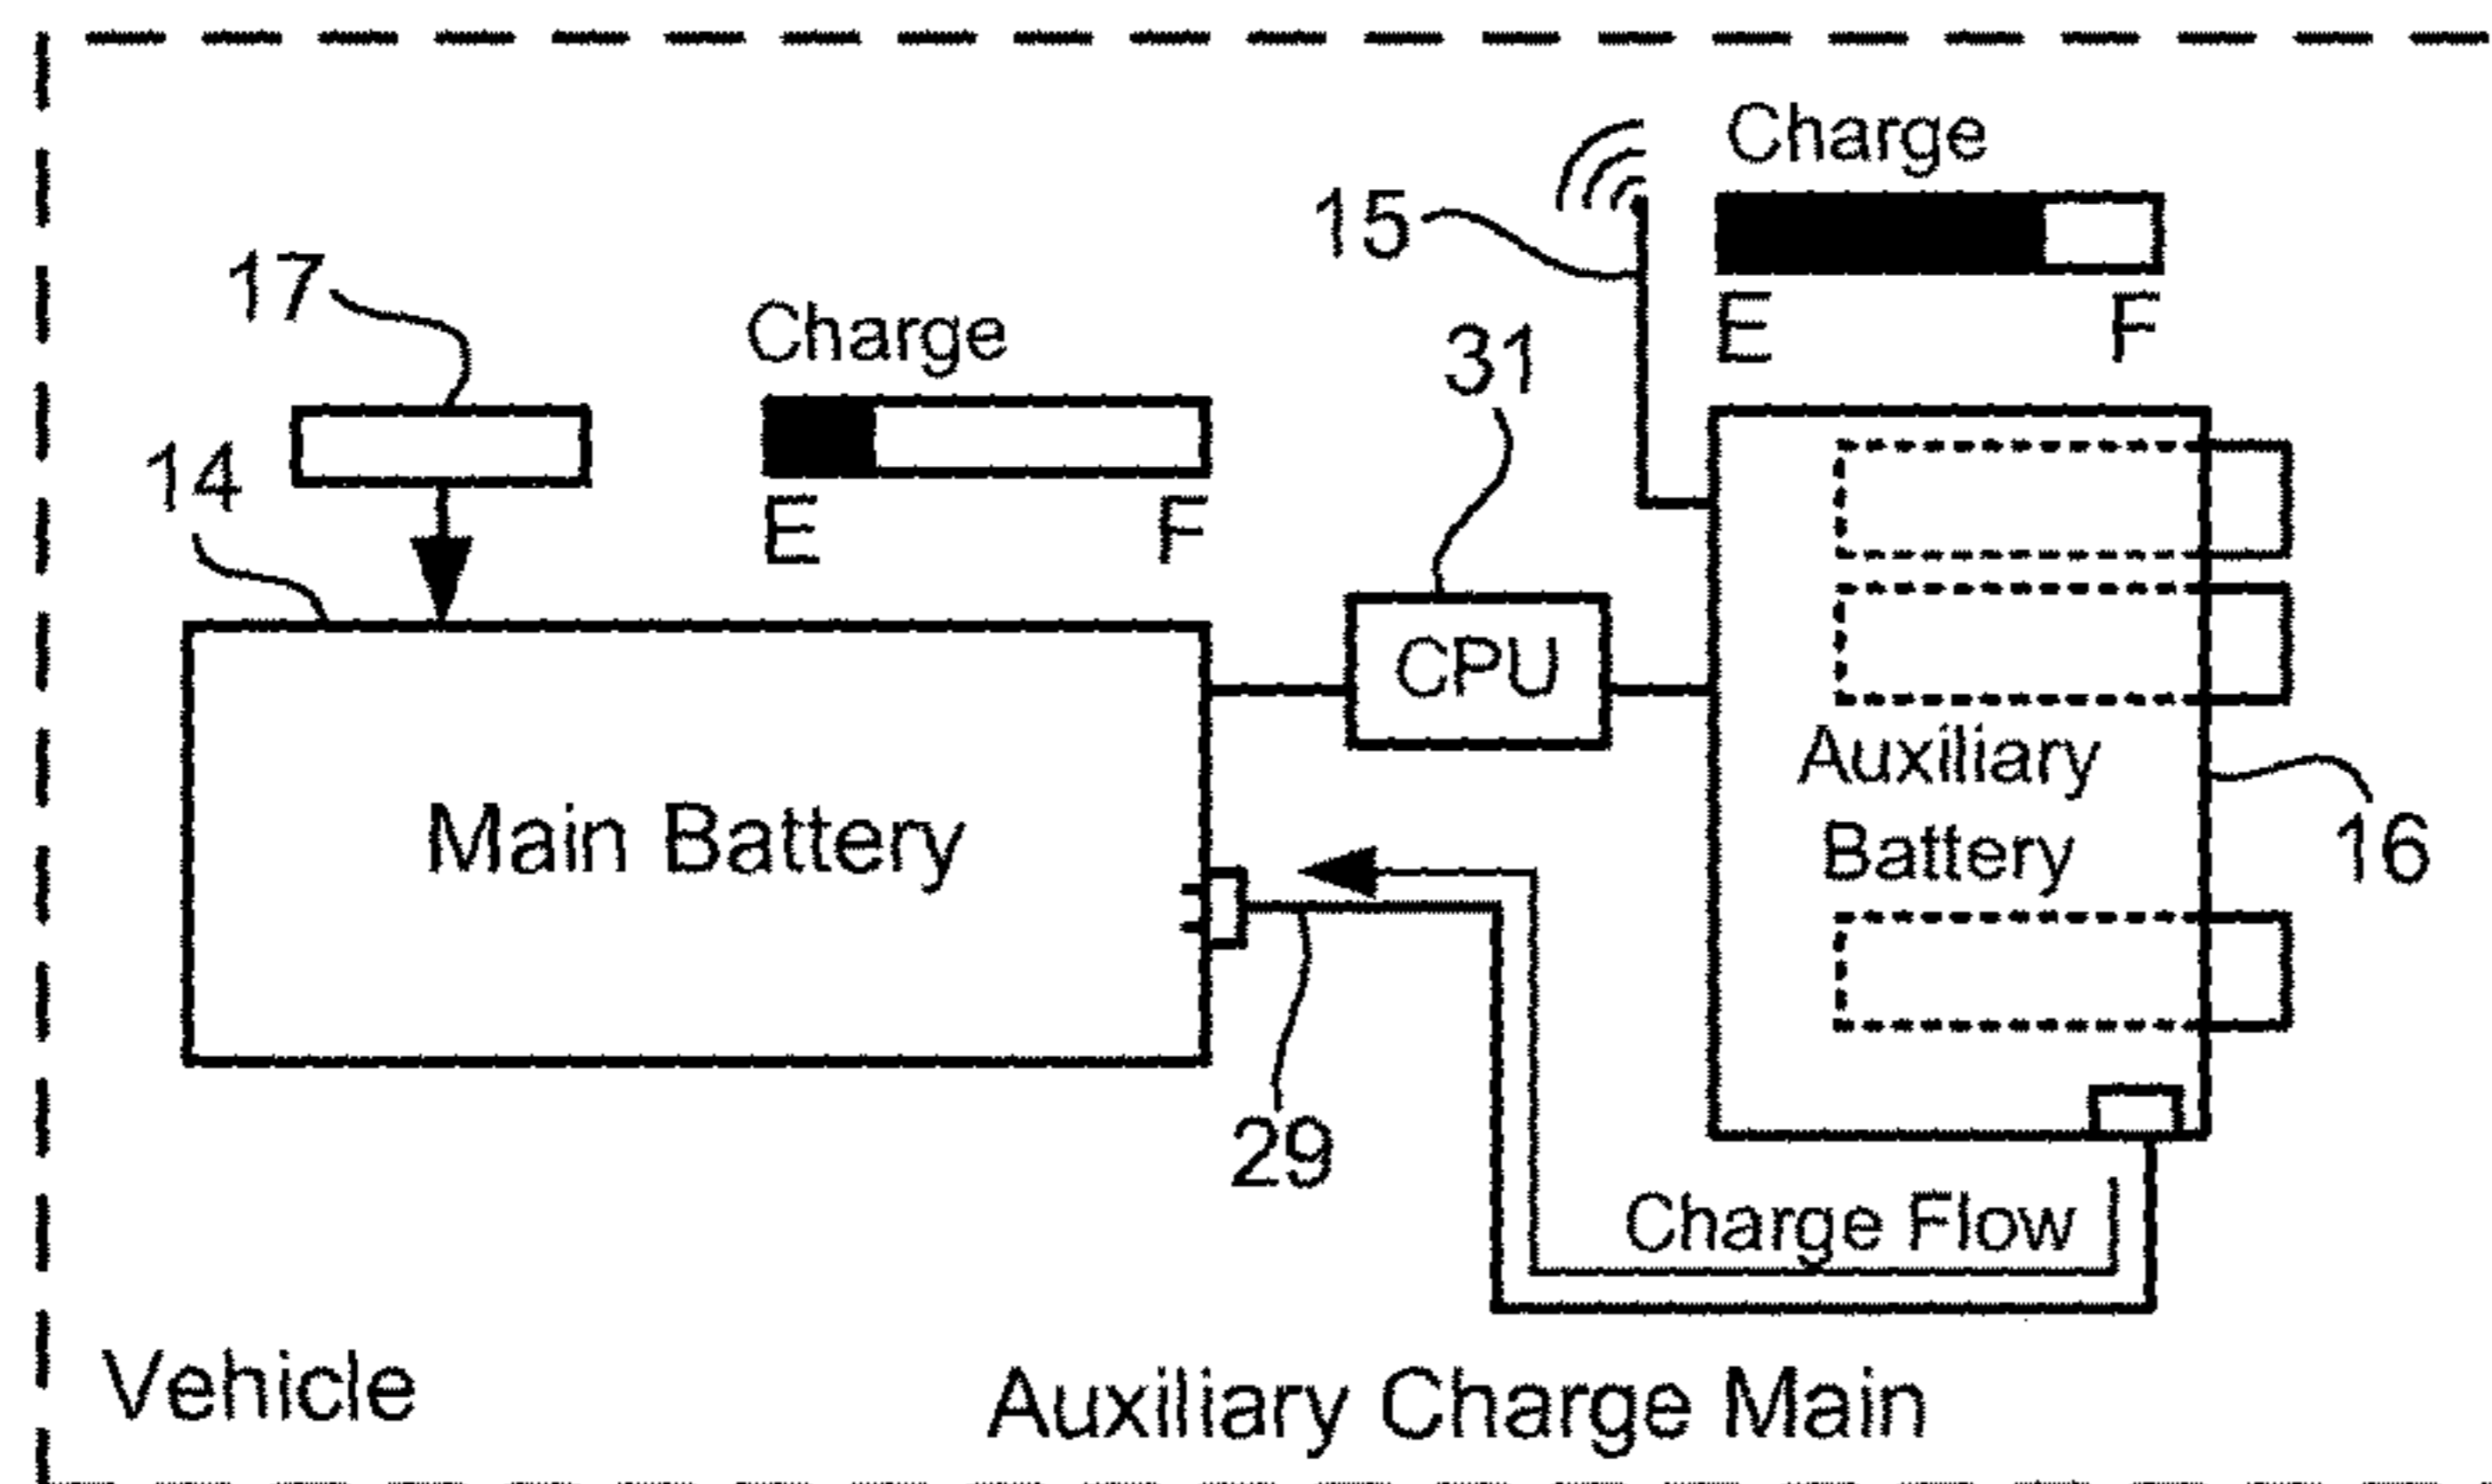 Charge
15
17
E F
Charge
31
14
E F
CPU
Auxiliary
Battery
Main Battery
16
29
Charge Flow
Vehicle
Auxiliary Charge Main